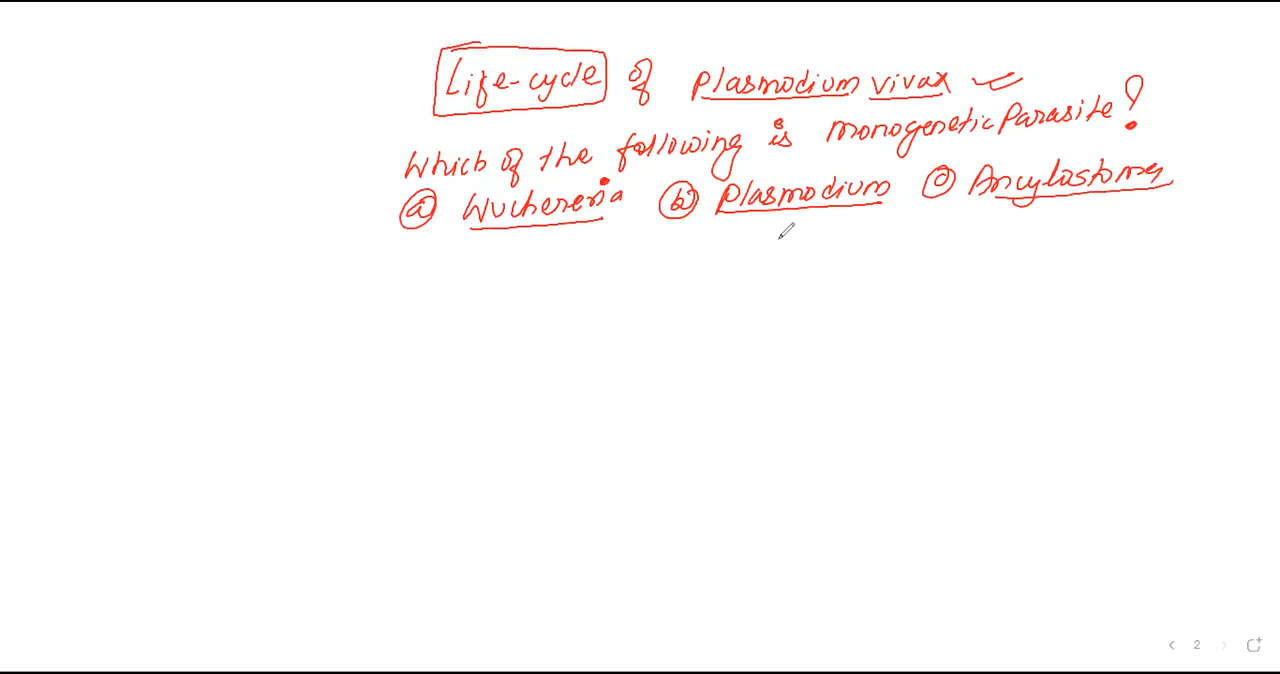 Life-cycle of Plasmodium vivax
Which of the following is monogenetic Parasite?
(a) Wuchereria (b) Plasmodium (c) Ancylostoma
2